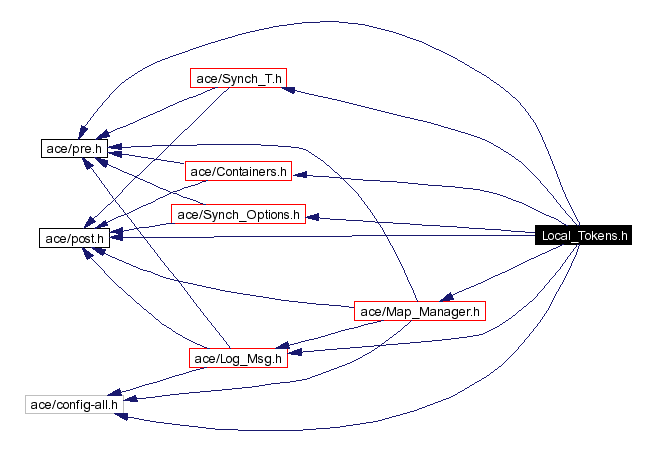 ace/Synch_T.h
ace/pre.h
ace/Containers.h
ace/Synch_Options.h
ace/post.h
Local_Tokens.h
ace/Map_Manager.h
ace/Log_Msg.h
ace/config-all.h